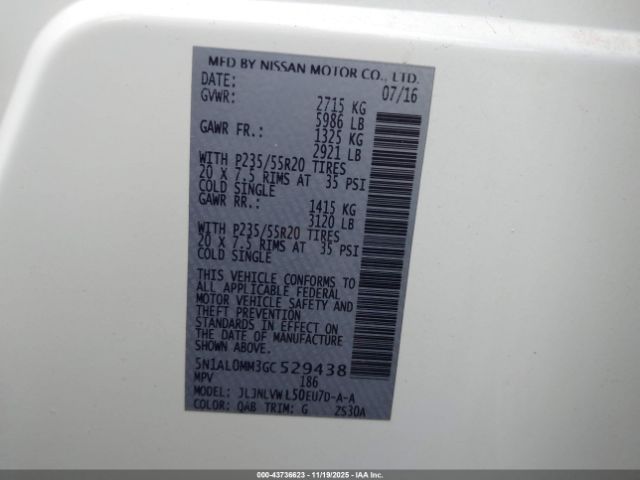 MFD BY NISSAN MOTOR CO., LTD.
DATE: 07/16
GVWR: 2715 KG
5986 LB
GAWR FR.: 1325 KG
2921 LB
WITH P235/55R20 TIRES
20 X 7.5 RIMS AT 35 PSI
COLD SINGLE
GAWR RR.: 1415 KG
3120 LB
WITH P235/55R20 TIRES
20 X 7.5 RIMS AT 35 PSI
COLD SINGLE
THIS VEHICLE CONFORMS TO
ALL APPLICABLE FEDERAL
MOTOR VEHICLE SAFETY AND
THEFT PREVENTION
STANDARDS IN EFFECT ON
THE DATE OF MANUFACTURE
SHOWN ABOVE
5N1AL0MM3GC529438
MPV 186
MODEL: JL3NLVW L50EU7D-A-A
COLOR: QAB TRIM: G 2S30A
000-43736623 - 11/19/2025 - IAA Inc.